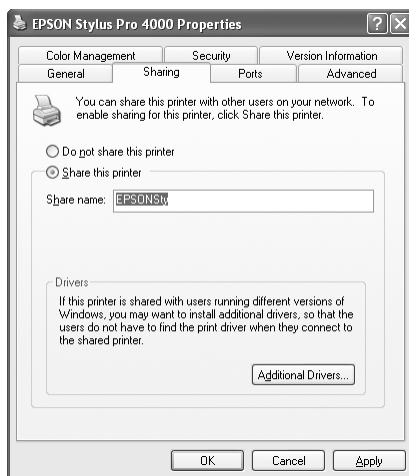 EPSON Stylus Pro 4000 Properties
Color Management Security Version Information
General Sharing Ports Advanced
You can share this printer with other users on your network. To
enable sharing for this printer, click Share this printer.
Do not share this printer
Share this printer
Share name: EPSONSty
Drivers
If this printer is shared with users running different versions of
Windows, you may want to install additional drivers, so that the
users do not have to find the print driver when they connect to
the shared printer.
Additional Drivers...
OK Cancel Apply